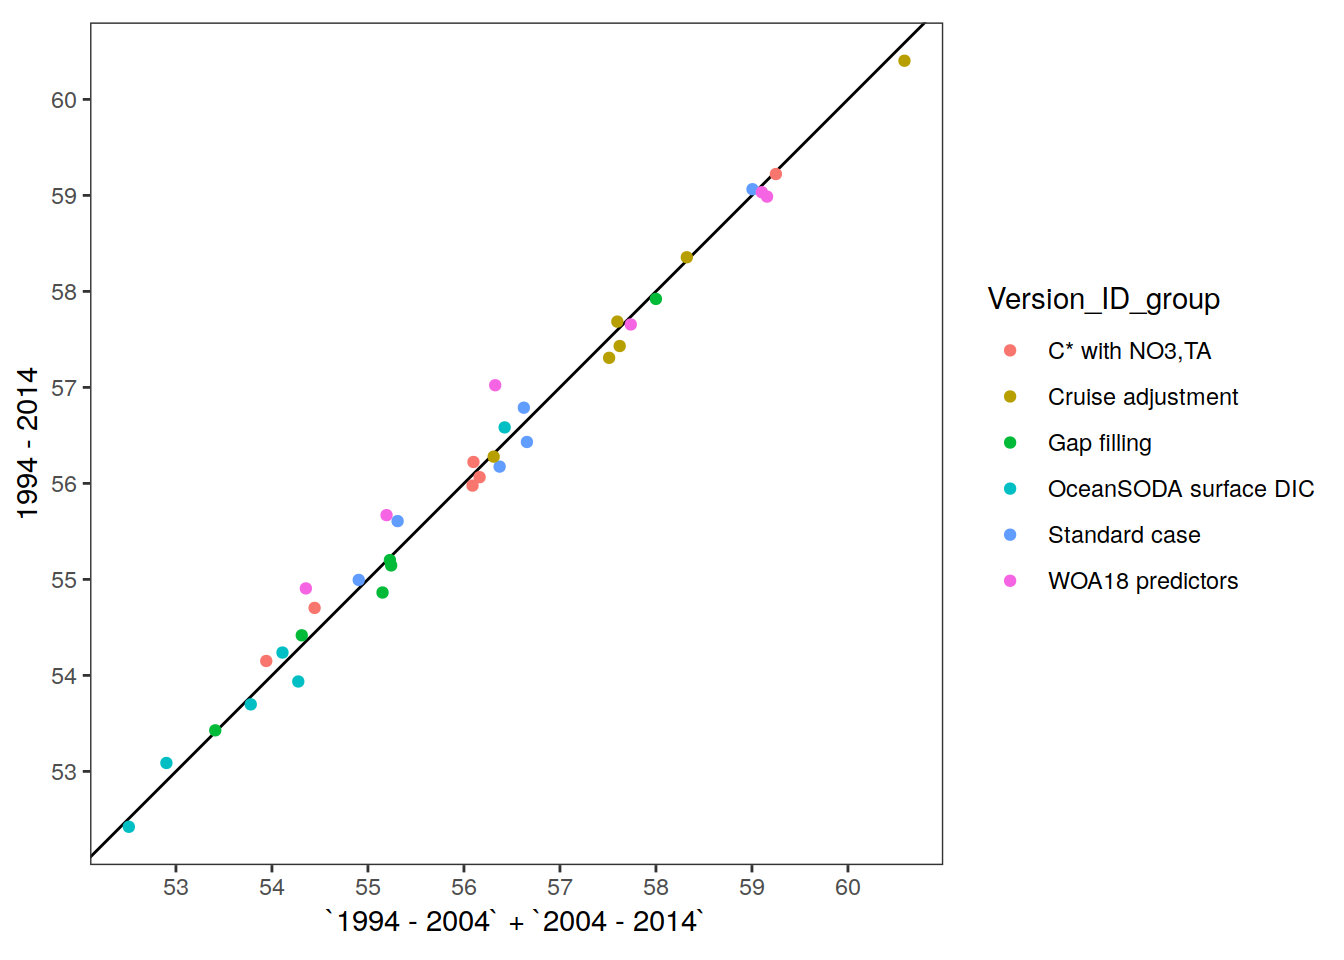 60
59
58
57
56
55
54
53
1994 - 2014
53 54 55 56 57 58 59 60
`1994 - 2004` + `2004 - 2014`
Version_ID_group
C* with NO3,TA
Cruise adjustment
Gap filling
OceanSODA surface DIC
Standard case
WOA18 predictors